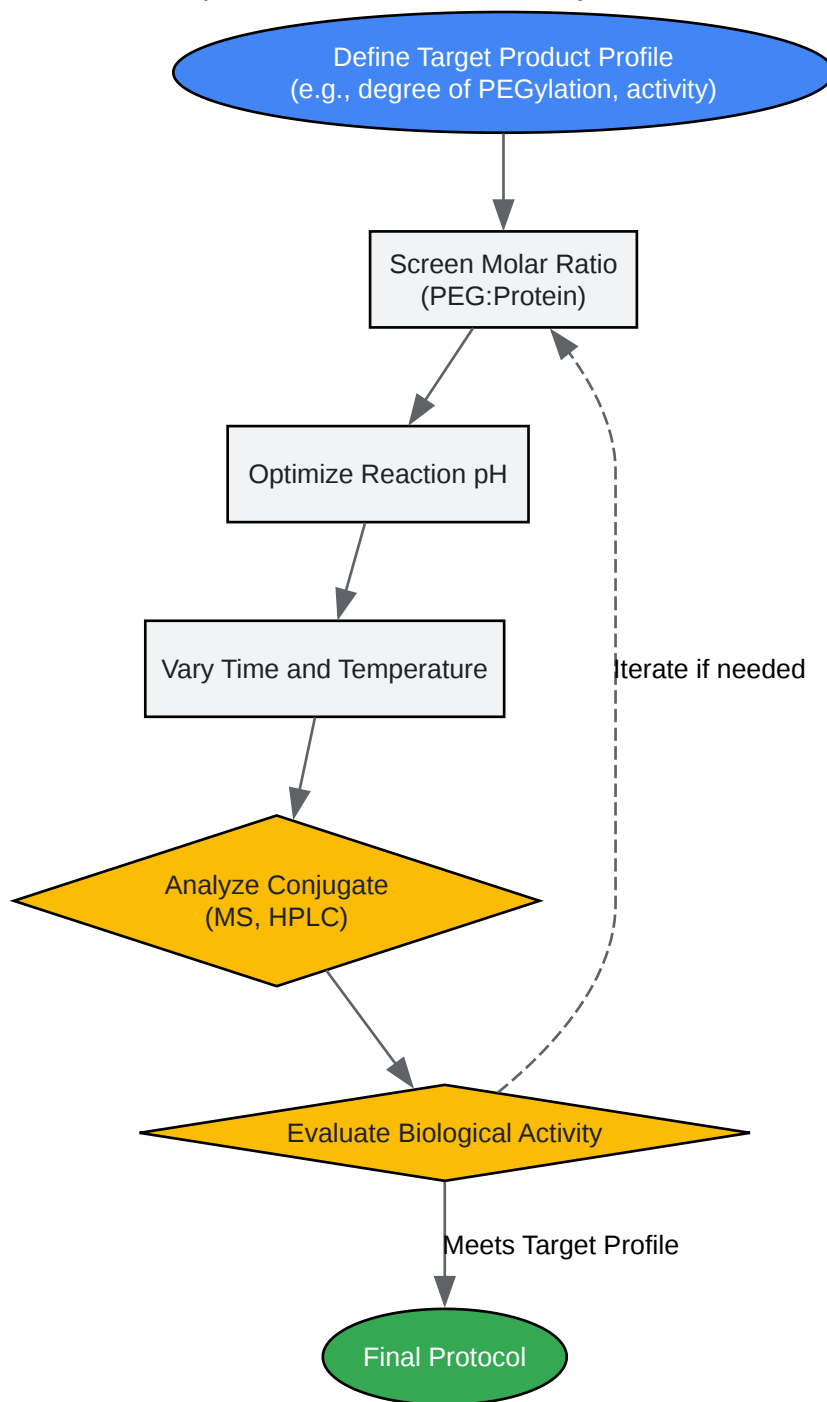 Define Target Product Profile
(e.g., degree of PEGylation, activity)
Screen Molar Ratio
(PEG:Protein)
Optimize Reaction pH
Vary Time and Temperature
Iterate if needed
Analyze Conjugate
(MS, HPLC)
Evaluate Biological Activity
Meets Target Profile
Final Protocol